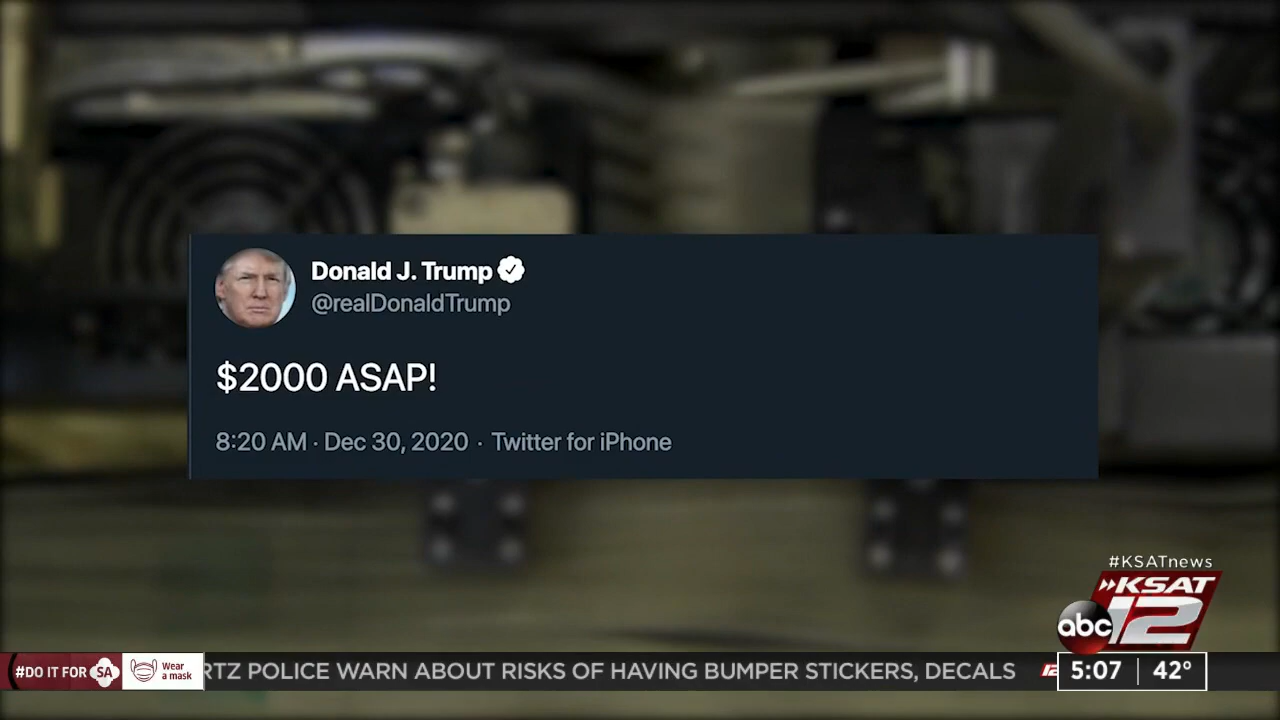 Donald J. Trump
@realDonaldTrump
$2000 ASAP!
8:20 AM · Dec 30, 2020 · Twitter for iPhone
#KSATnews
KSAT
abc 12
#DO IT FOR SA
Wear
a mask
RTZ POLICE WARN ABOUT RISKS OF HAVING BUMPER STICKERS, DECALS
12
5:07 42°